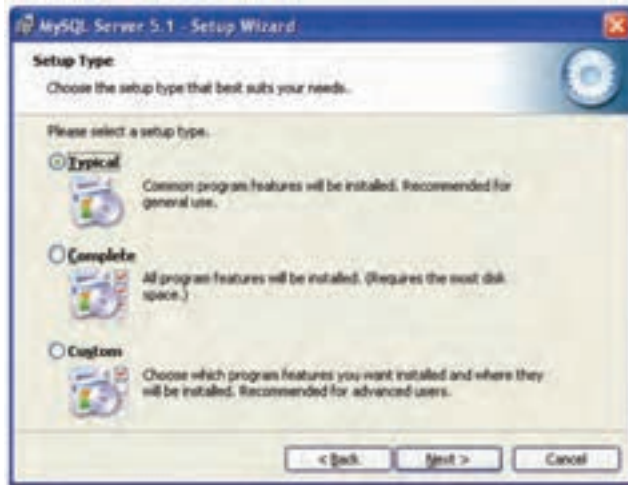 MySQL Server 5.1 - Setup Wizard
Setup Type
Choose the setup type that best suits your needs.
Please select a setup type.
Typical
Common program features will be installed. Recommended for
general use.
Complete
All program features will be installed. (Requires the most disk
space.)
Custom
Choose which program features you want installed and where they
will be installed. Recommended for advanced users.
< Back
Next >
Cancel